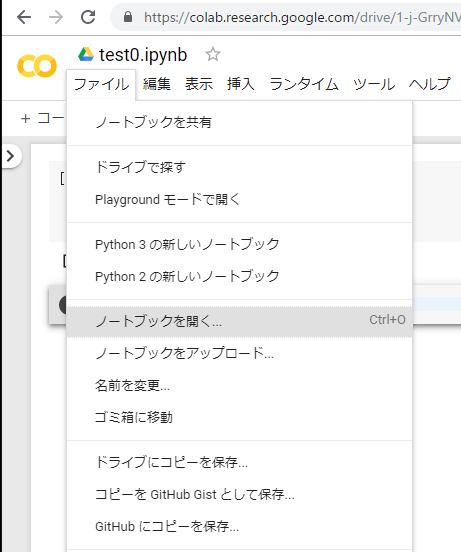 https://colab.research.google.com/drive/1-j-GrryNV
test0.ipynb
ファイル 編集 表示 挿入 ランタイム ツール ヘルプ
+ コー
ノートブックを共有
ドライブで探す
Playground モードで開く
Python 3 の新しいノートブック
Python 2 の新しいノートブック
ノートブックを開く... Ctrl+O
ノートブックをアップロード...
名前を変更...
ゴミ箱に移動
ドライブにコピーを保存...
コピーを GitHub Gist として保存...
GitHub にコピーを保存...